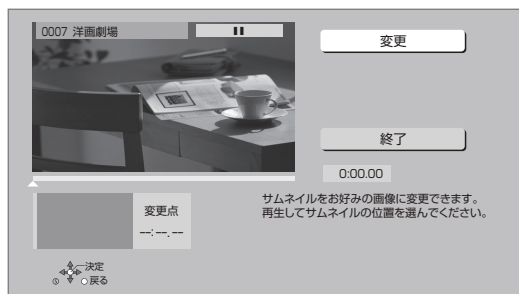 0007 洋画劇場
変更
終了
0:00.00
変更点
--:--.--
サムネイルをお好みの画像に変更できます。
再生してサムネイルの位置を選んでください。
決定
戻る